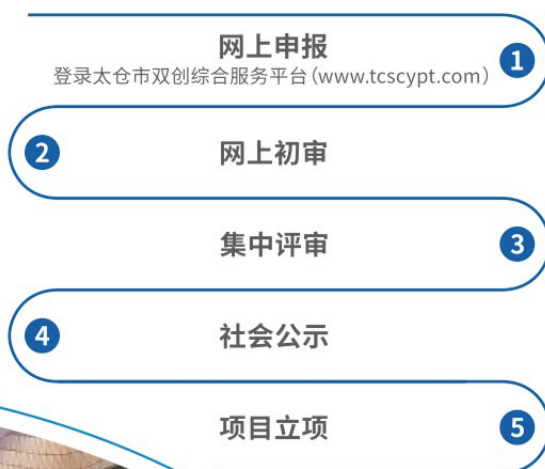 网上申报
1
登录太仓市双创综合服务平台(www.tcscypt.com)
2
网上初审
集中评审
3
4
社会公示
项目立项
5